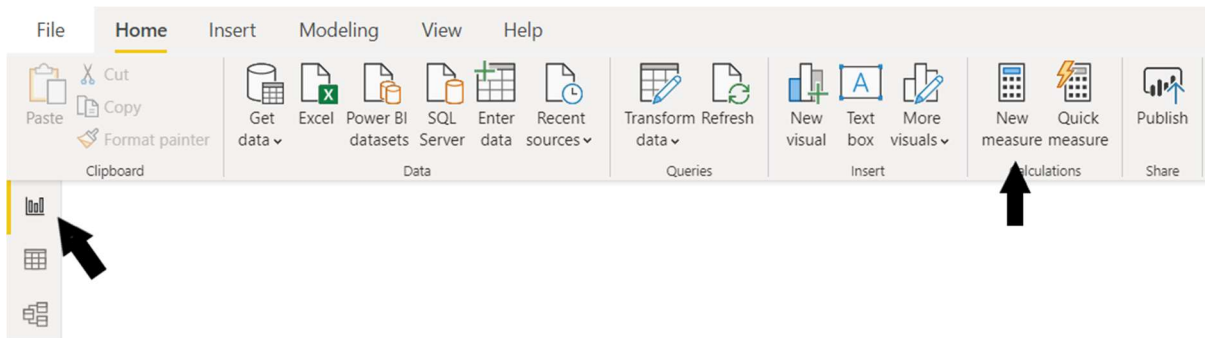 File Home Insert Modeling View Help
Cut
Copy
Format painter
Paste
Clipboard
Get data
Excel
Power BI datasets
SQL Server
Enter data
Recent sources
Data
Transform data
Refresh
Queries
New visual
A
Text box
More visuals
Insert
New measure
Quick measure
Calculations
Publish
Share